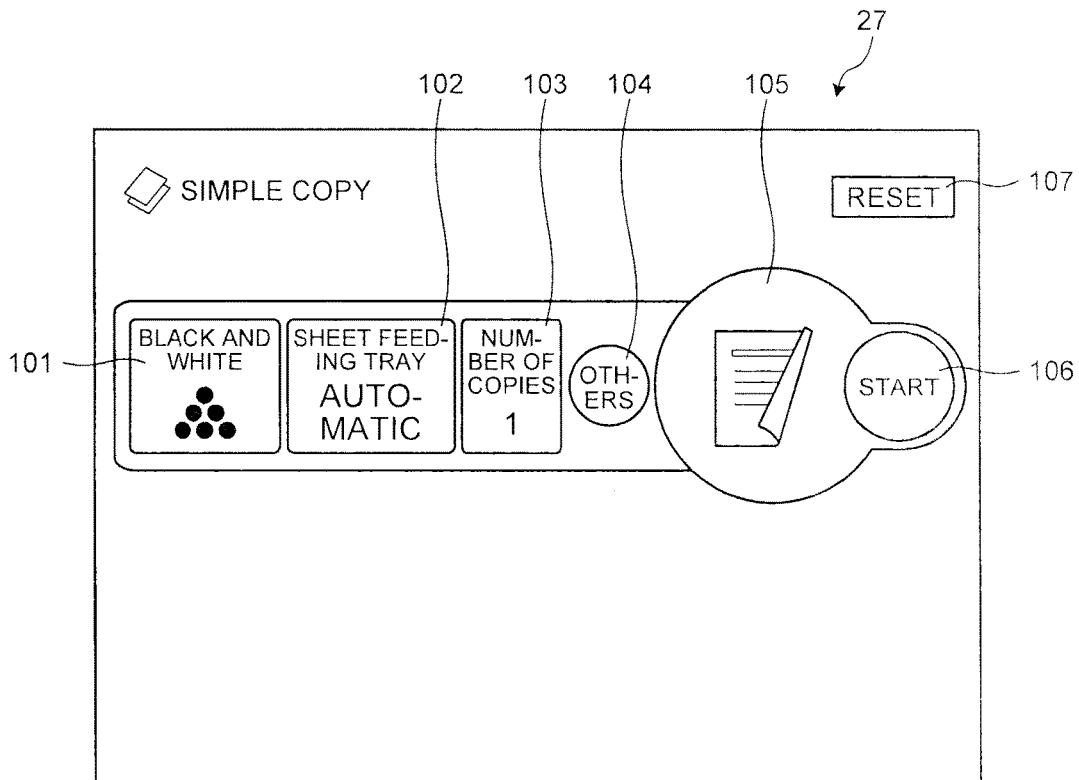 27
102
103
104
105
SIMPLE COPY
RESET
107
101
BLACK AND
WHITE
SHEET FEED-
ING TRAY
AUTO-
MATIC
NUM-
BER OF
COPIES
1
OTH-
ERS
START
106